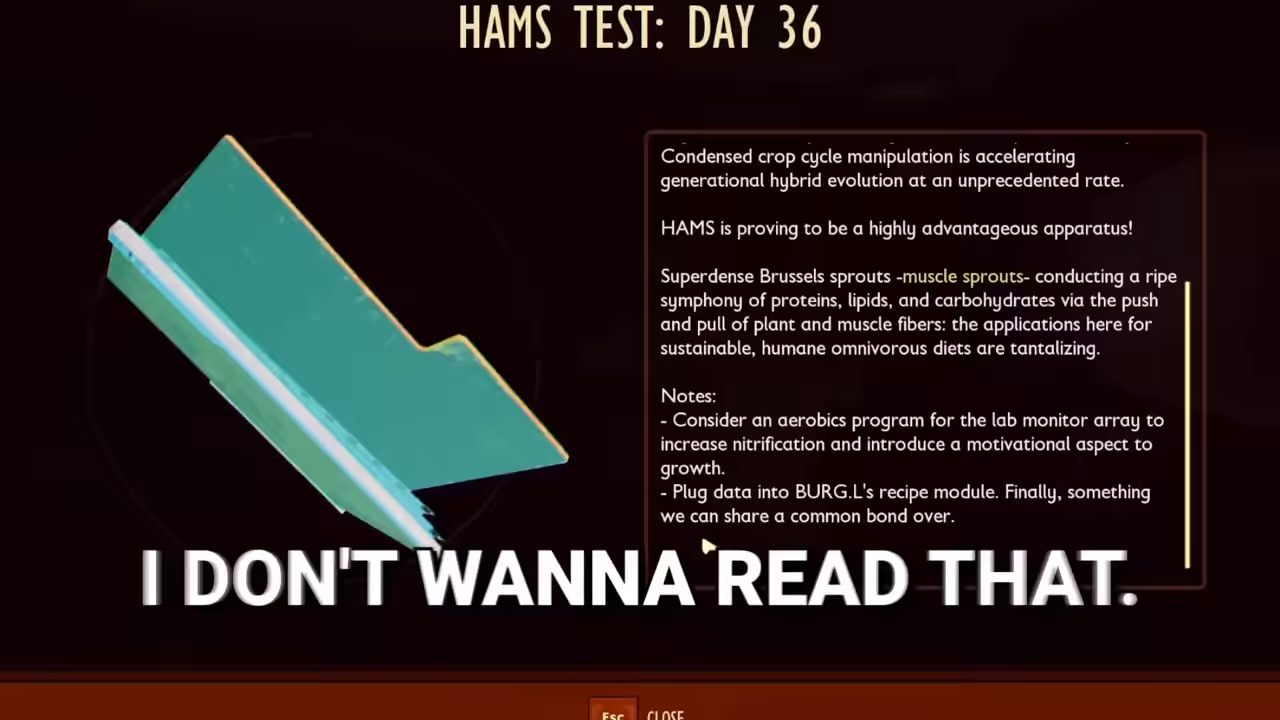 HAMS TEST: DAY 36
Condensed crop cycle manipulation is accelerating
generational hybrid evolution at an unprecedented rate.
HAMS is proving to be a highly advantageous apparatus!
Superdense Brussels sprouts -muscle sprouts- conducting a ripe
symphony of proteins, lipids, and carbohydrates via the push
and pull of plant and muscle fibers: the applications here for
sustainable, humane omnivorous diets are tantalizing.
Notes:
- Consider an aerobics program for the lab monitor array to
increase nitrification and introduce a motivational aspect to
growth.
- Plug data into BURG.L's recipe module. Finally, something
we can share a common bond over.
I DON'T WANNA READ THAT.
Esc CLOSE